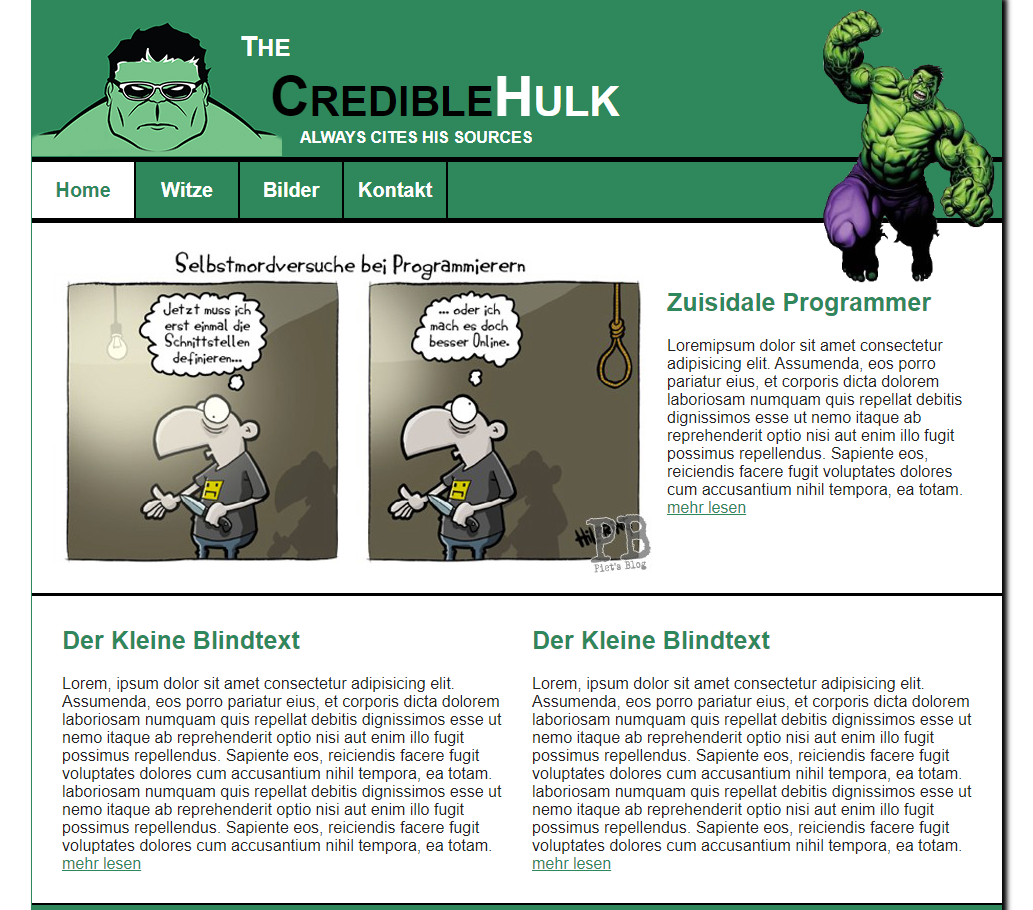 THE
CREDIBLEHULK
ALWAYS CITES HIS SOURCES
Home Witze Bilder Kontakt
Selbstmordversuche bei Programmierern
Jetzt muss ich
erst einmal die
Schnittstellen
definieren...
... oder ich
mach es doch
besser Online.
PB
Piet's Blog
Zuisidale Programmer
Loremipsum dolor sit amet consectetur
adipisicing elit. Assumenda, eos porro
pariatur eius, et corporis dicta dolorem
laboriosam numquam quis repellat debitis
dignissimos esse ut nemo itaque ab
reprehenderit optio nisi aut enim illo fugit
possimus repellendus. Sapiente eos,
reiciendis facere fugit voluptates dolores
cum accusantium nihil tempora, ea totam.
mehr lesen
Der Kleine Blindtext
Lorem, ipsum dolor sit amet consectetur adipisicing elit.
Assumenda, eos porro pariatur eius, et corporis dicta dolorem
laboriosam numquam quis repellat debitis dignissimos esse ut
nemo itaque ab reprehenderit optio nisi aut enim illo fugit
possimus repellendus. Sapiente eos, reiciendis facere fugit
voluptates dolores cum accusantium nihil tempora, ea totam.
laboriosam numquam quis repellat debitis dignissimos esse ut
nemo itaque ab reprehenderit optio nisi aut enim illo fugit
possimus repellendus. Sapiente eos, reiciendis facere fugit
voluptates dolores cum accusantium nihil tempora, ea totam.
mehr lesen
Der Kleine Blindtext
Lorem, ipsum dolor sit amet consectetur adipisicing elit.
Assumenda, eos porro pariatur eius, et corporis dicta dolorem
laboriosam numquam quis repellat debitis dignissimos esse ut
nemo itaque ab reprehenderit optio nisi aut enim illo fugit
possimus repellendus. Sapiente eos, reiciendis facere fugit
voluptates dolores cum accusantium nihil tempora, ea totam.
laboriosam numquam quis repellat debitis dignissimos esse ut
nemo itaque ab reprehenderit optio nisi aut enim illo fugit
possimus repellendus. Sapiente eos, reiciendis facere fugit
voluptates dolores cum accusantium nihil tempora, ea totam.
mehr lesen